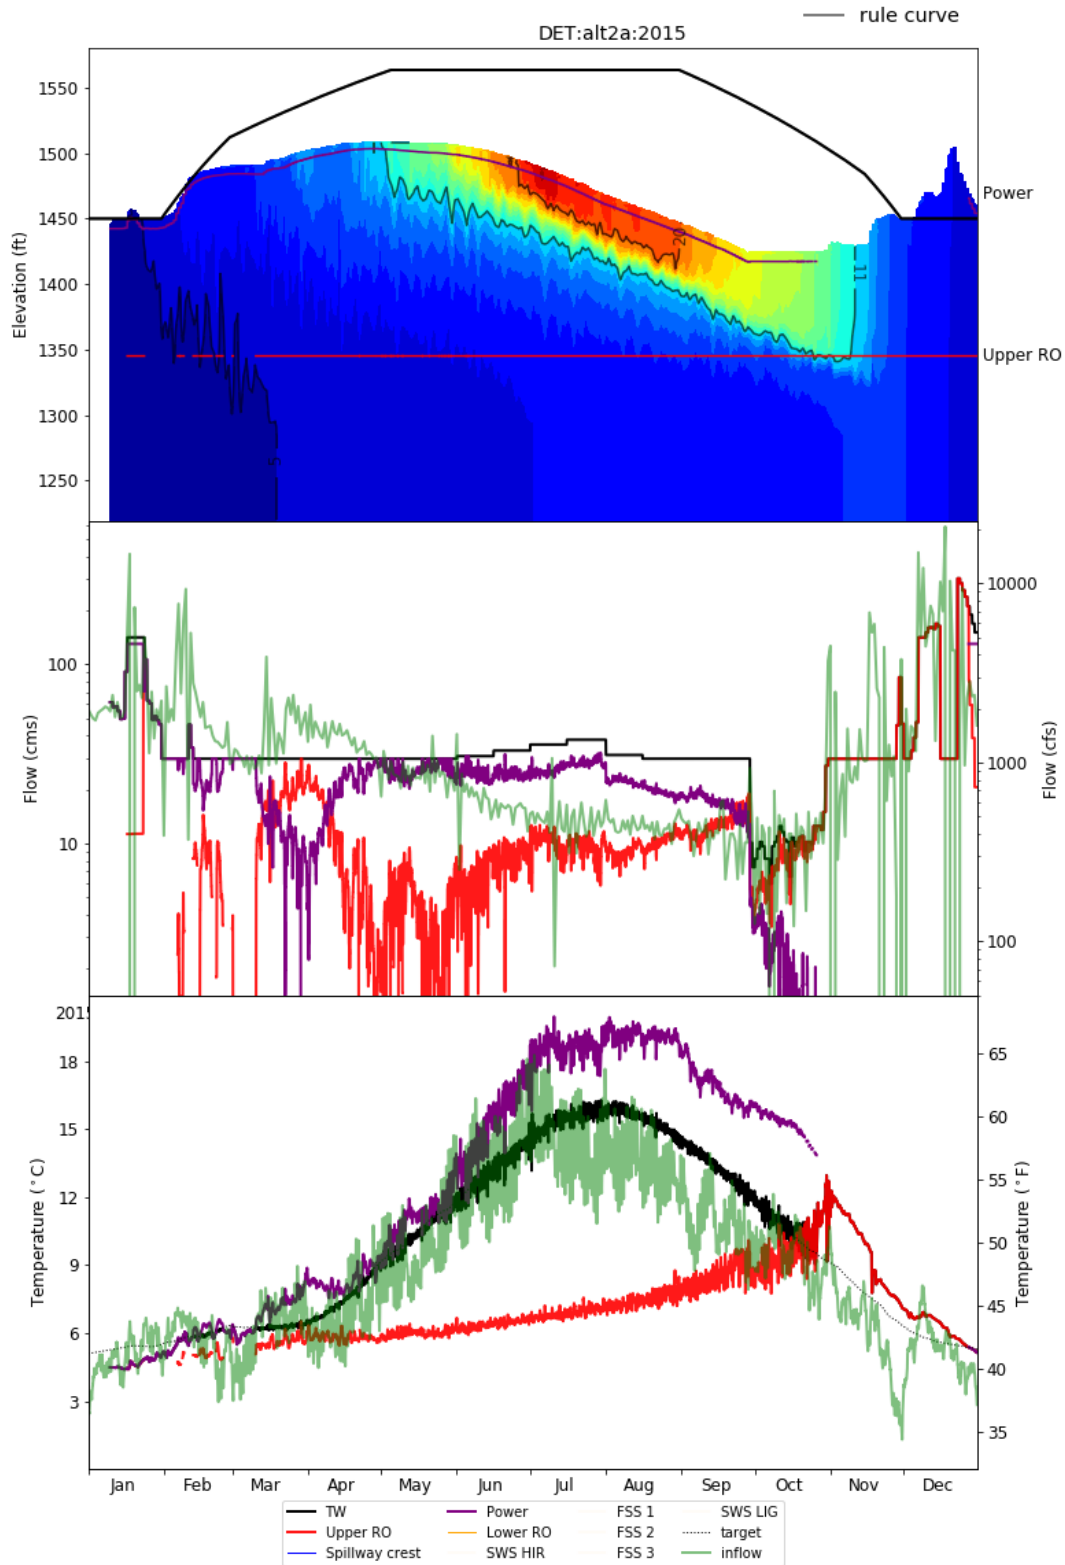 rule curve
DET:alt2a:2015
1550
1500
1450
1400
1350
1300
1250
Elevation (ft)
Power
Upper RO
20
11
5
100
10
Flow (cms)
10000
1000
100
Flow (cfs)
201
18
15
12
9
6
3
Temperature (°C)
65
60
55
50
45
40
35
Temperature (°F)
Jan Feb Mar Apr May Jun Jul Aug Sep Oct Nov Dec
TW Power FSS 1 SWS LIG
Upper RO Lower RO FSS 2 target
Spillway crest SWS HIR FSS 3 inflow